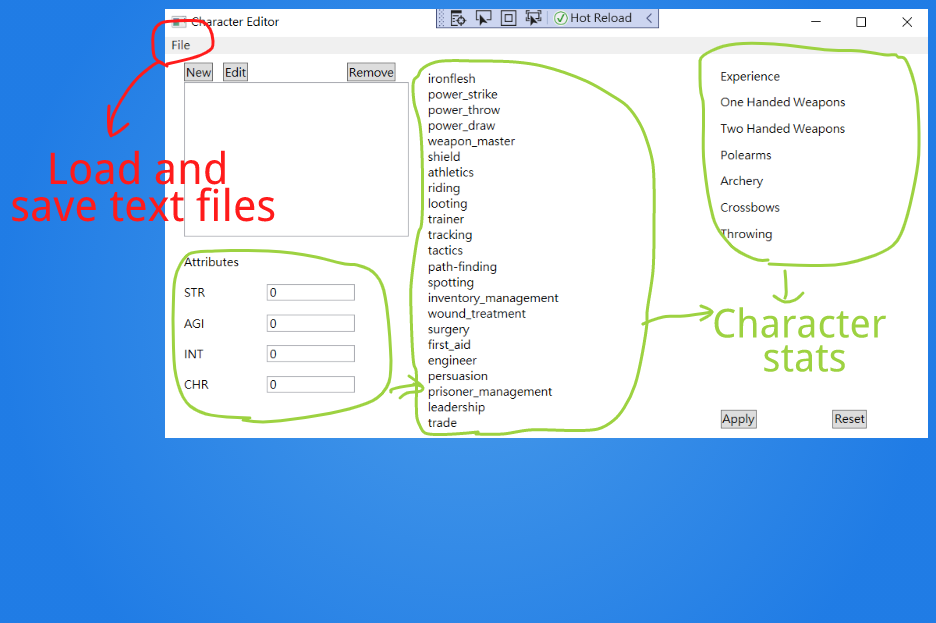 Character Editor
Hot Reload
File
New Edit Remove
Load and
save text files
Attributes
STR 0
AGI 0
INT 0
CHR 0
ironflesh
power_strike
power_throw
power_draw
weapon_master
shield
athletics
riding
looting
trainer
tracking
tactics
path-finding
spotting
inventory_management
wound_treatment
surgery
first_aid
engineer
persuasion
prisoner_management
leadership
trade
Experience
One Handed Weapons
Two Handed Weapons
Polearms
Archery
Crossbows
Throwing
Character
stats
Apply Reset